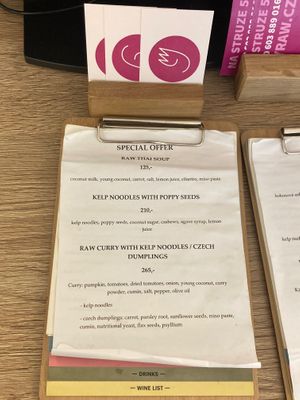 NA STRUZE 5
603 889 016
RAW.CZ
SPECIAL OFFER
RAW THAI SOUP
125,-
coconut milk, young coconut, carrot, salt, lemon juice, cilantro, miso paste
KELP NOODLES WITH POPPY SEEDS
210,-
kelp noodles, poppy seeds, coconut sugar, cashews, agave syrup, lemon
juice
RAW CURRY WITH KELP NOODLES / CZECH
DUMPLINGS
265,-
Curry: pumpkin, tomatoes, dried tomatoes, onion, young coconut, curry
powder, cumin, salt, pepper, olive oil
- kelp noodles
- czech dumplings: carrot, parsley root, sunflower seeds, miso paste,
cumin, nutritional yeast, flax seeds, psyllium
- DRINKS
- WINE LIST -